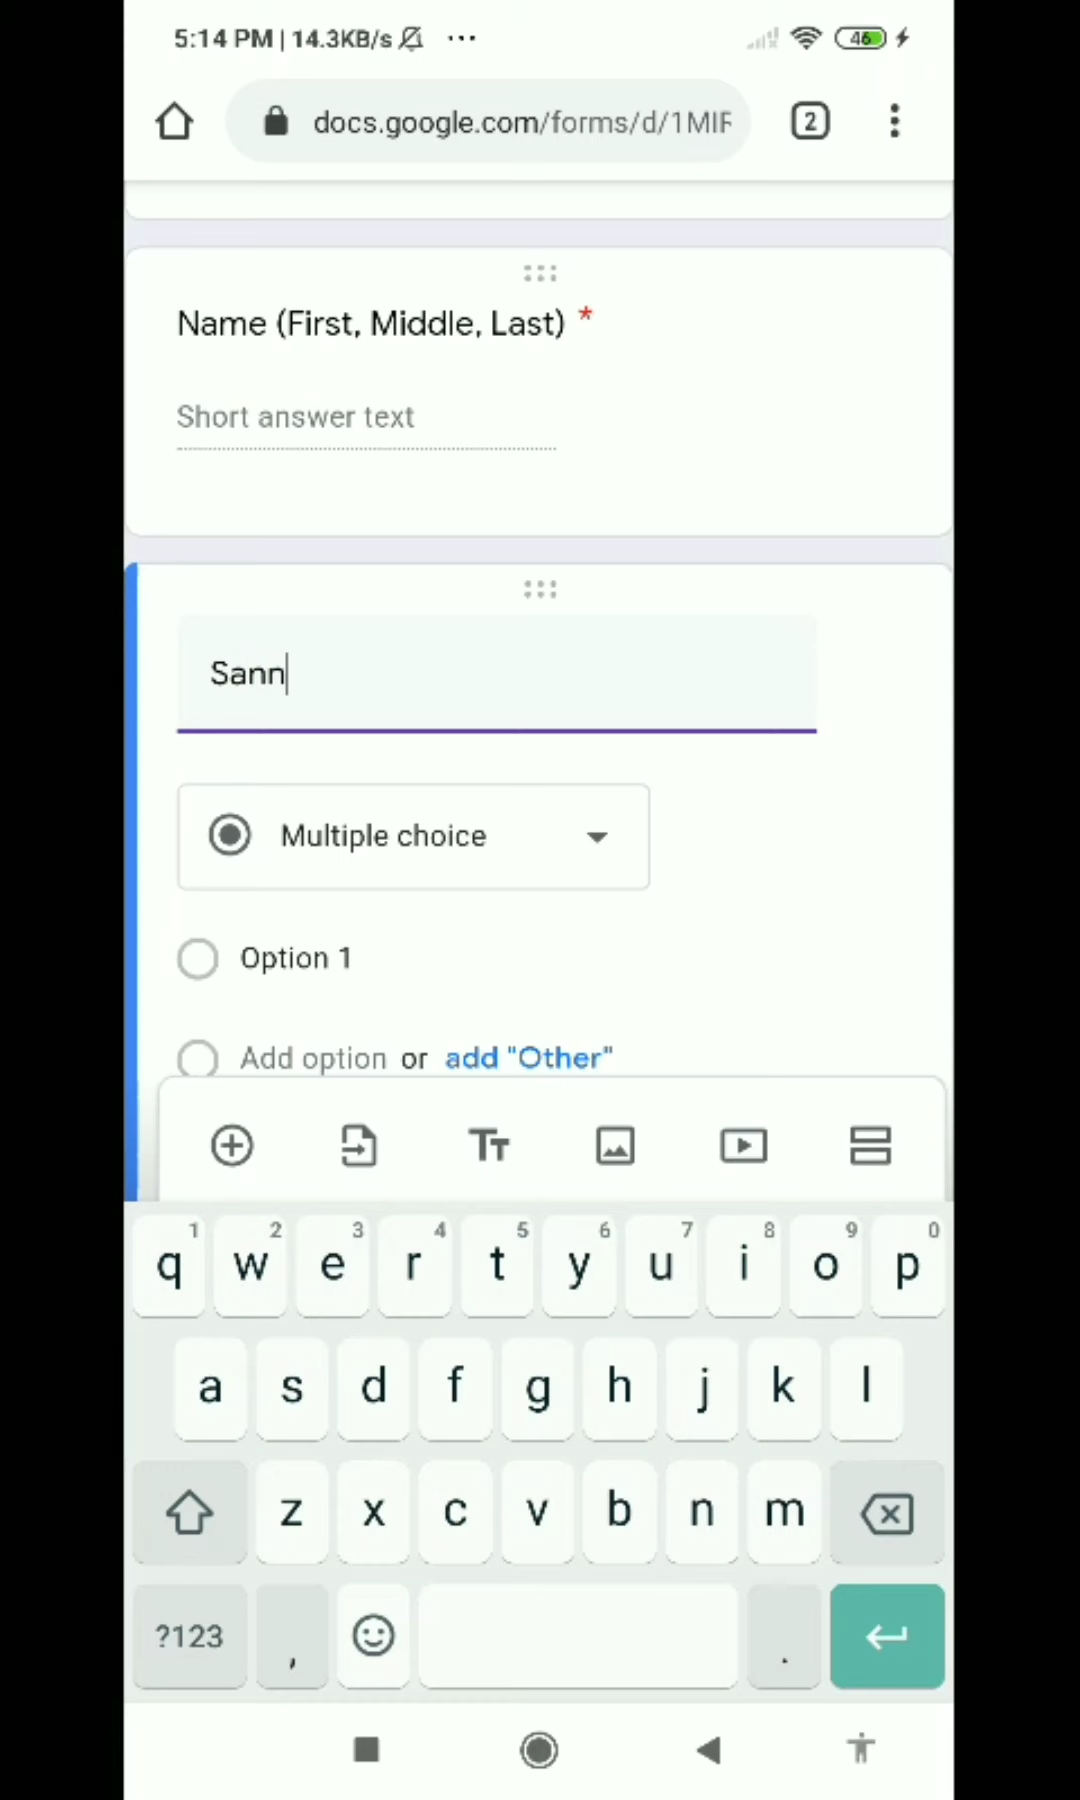 5:14 PM | 14.3KB/s ... 46
docs.google.com/forms/d/1MIF 2
Name (First, Middle, Last) *
Short answer text
Sann
Multiple choice
Option 1
Add option or add "Other"
Tт
1 2 3 4 5 6 7 8 9 0
q w e r t y u i o p
a s d f g h j k l
z x c v b n m
?123 , .